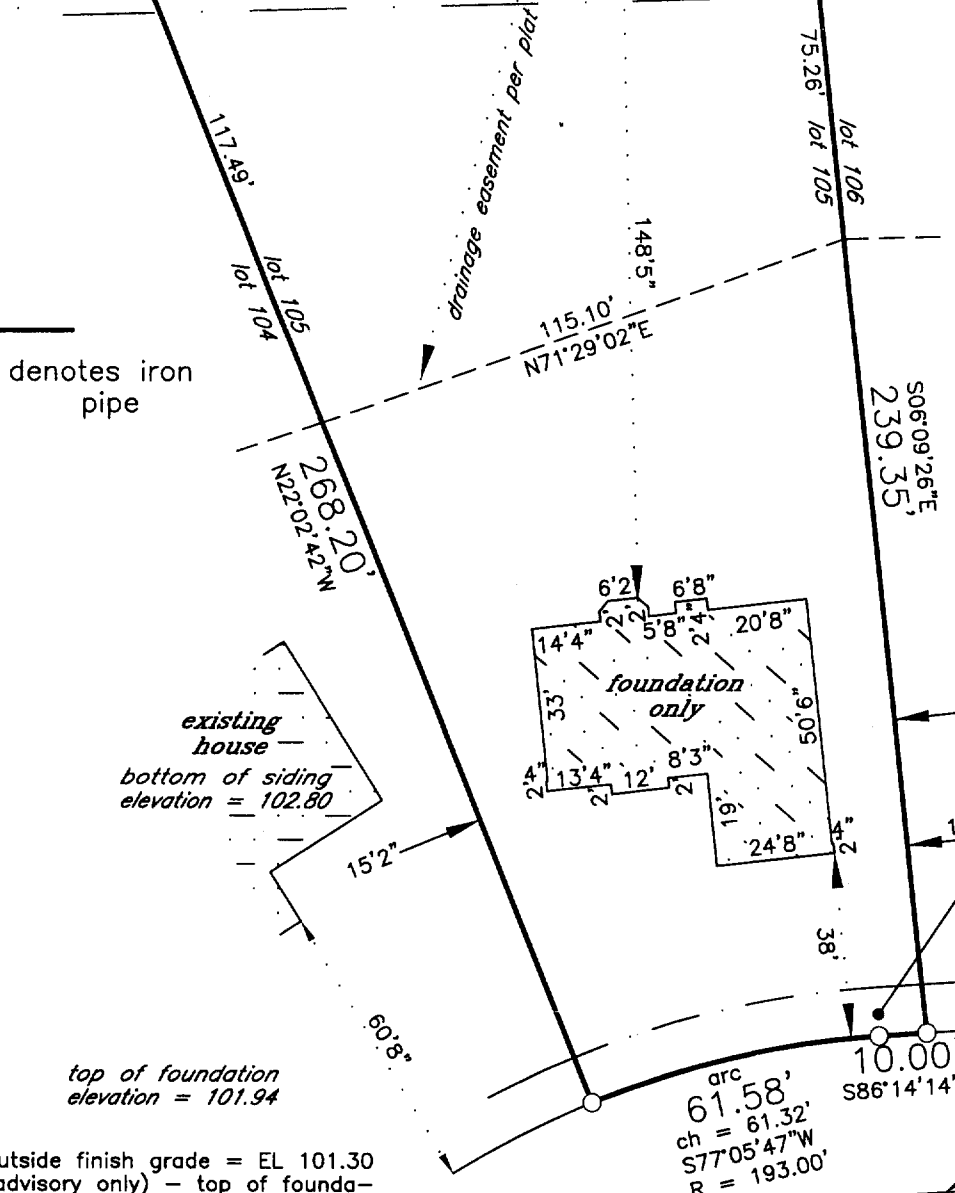 drainage easement per plat
75.26'
117.49'
lot 106
lot 105
148'5"
lot 105
lot 104
115.10'
N71°29'02"E
denotes iron
pipe
S06°09'26"E
239.35'
268.20'
N22°02'42"W
6'2"
6'8"
2'
2'
5'8"
2'4"
20'8"
14'4"
foundation
only
33'
50'6"
existing
house
bottom of siding
elevation = 102.80
8'3"
2'4"
13'4"
2'
12'
2'
19'
24'8"
2'4"
15'2"
38'
60'8"
top of foundation
elevation = 101.94
10.00
S86°14'14"
arc
61.58'
ch = 61.32'
S77°05'47"W
R = 193.00'
utside finish grade = EL 101.30
advisory only) – top of founda–